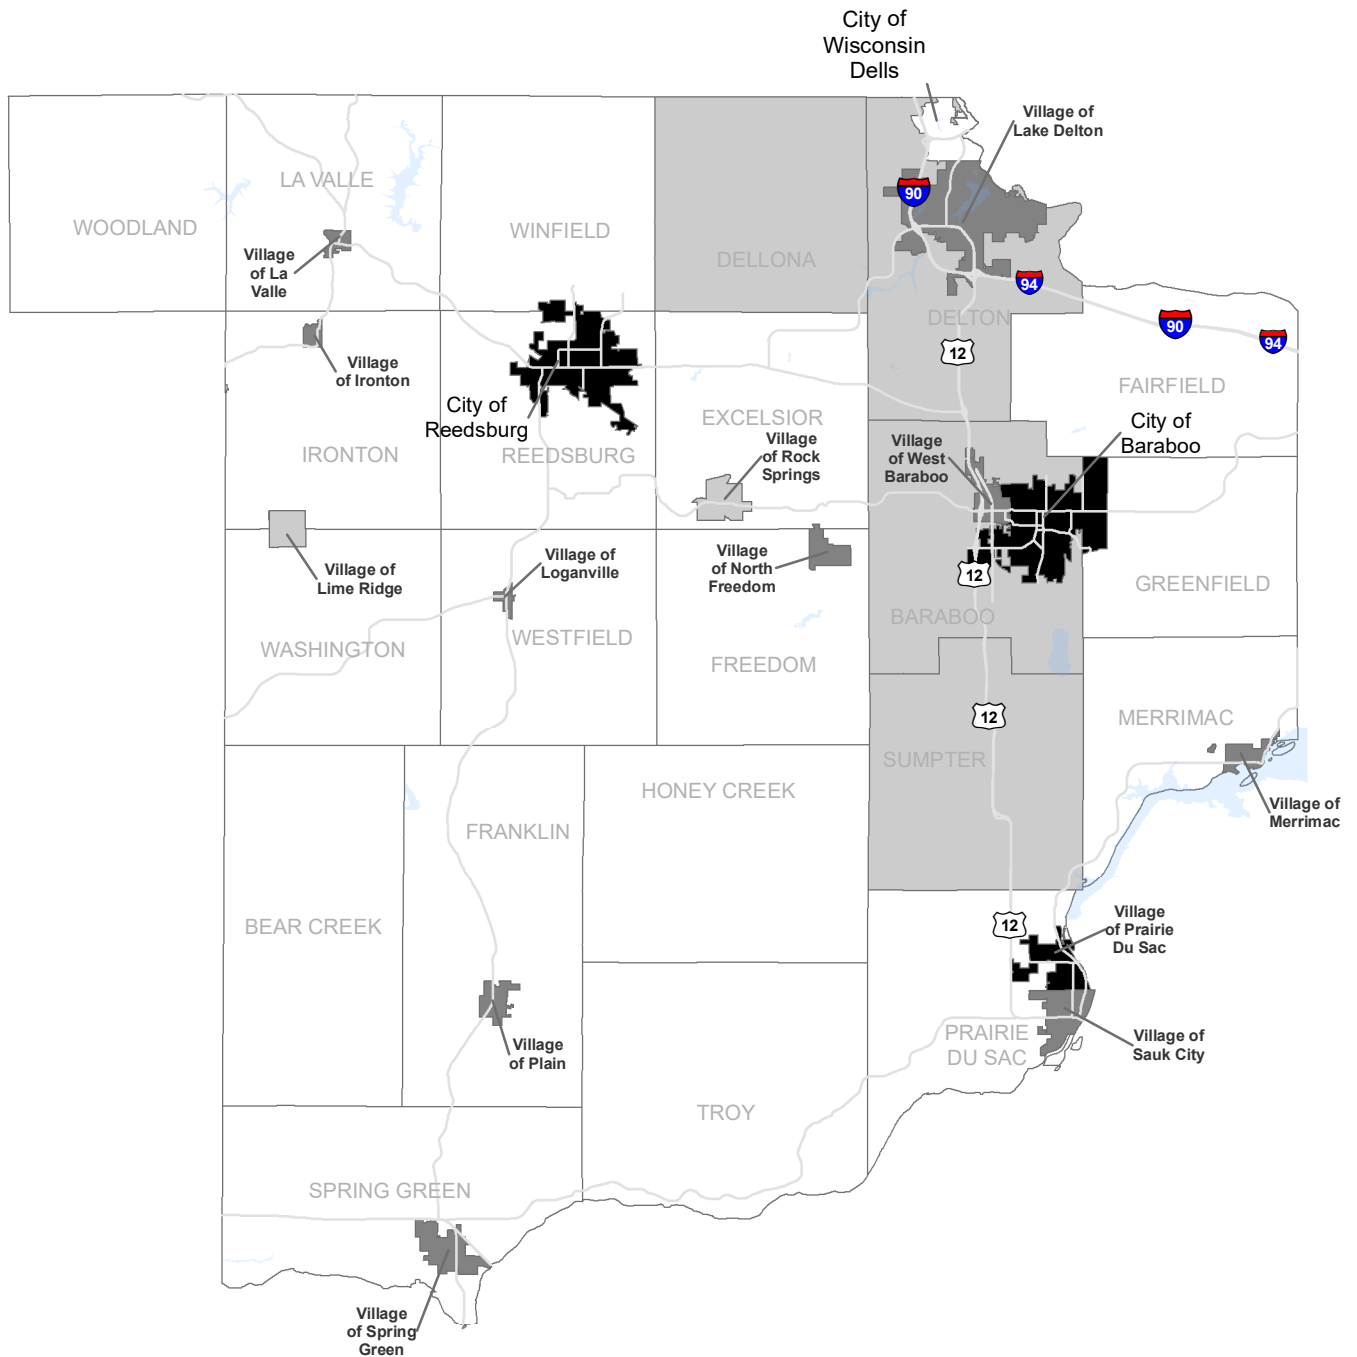 City of
Wisconsin
Dells
Village of
Lake Delton
LA VALLE
90
WOODLAND
WINFIELD
Village
of La
Valle
DELLONA
94
DELTON
90
94
12
Village
of Ironton
FAIRFIELD
City of
Reedsburg
EXCELSIOR
City of
Baraboo
IRONTON
REEDSBURG
Village
of Rock
Springs
Village
of West
Baraboo
Village of
Lime Ridge
Village of
Loganville
Village
of North
Freedom
12
GREENFIELD
BARABOO
WASHINGTON
WESTFIELD
FREEDOM
12
MERRIMAC
SUMPTER
HONEY CREEK
Village of
Merrimac
FRANKLIN
BEAR CREEK
12
Village
of Prairie
Du Sac
Village
of Plain
PRAIRIE
DU SAC
Village of
Sauk City
TROY
SPRING GREEN
Village
of Spring
Green